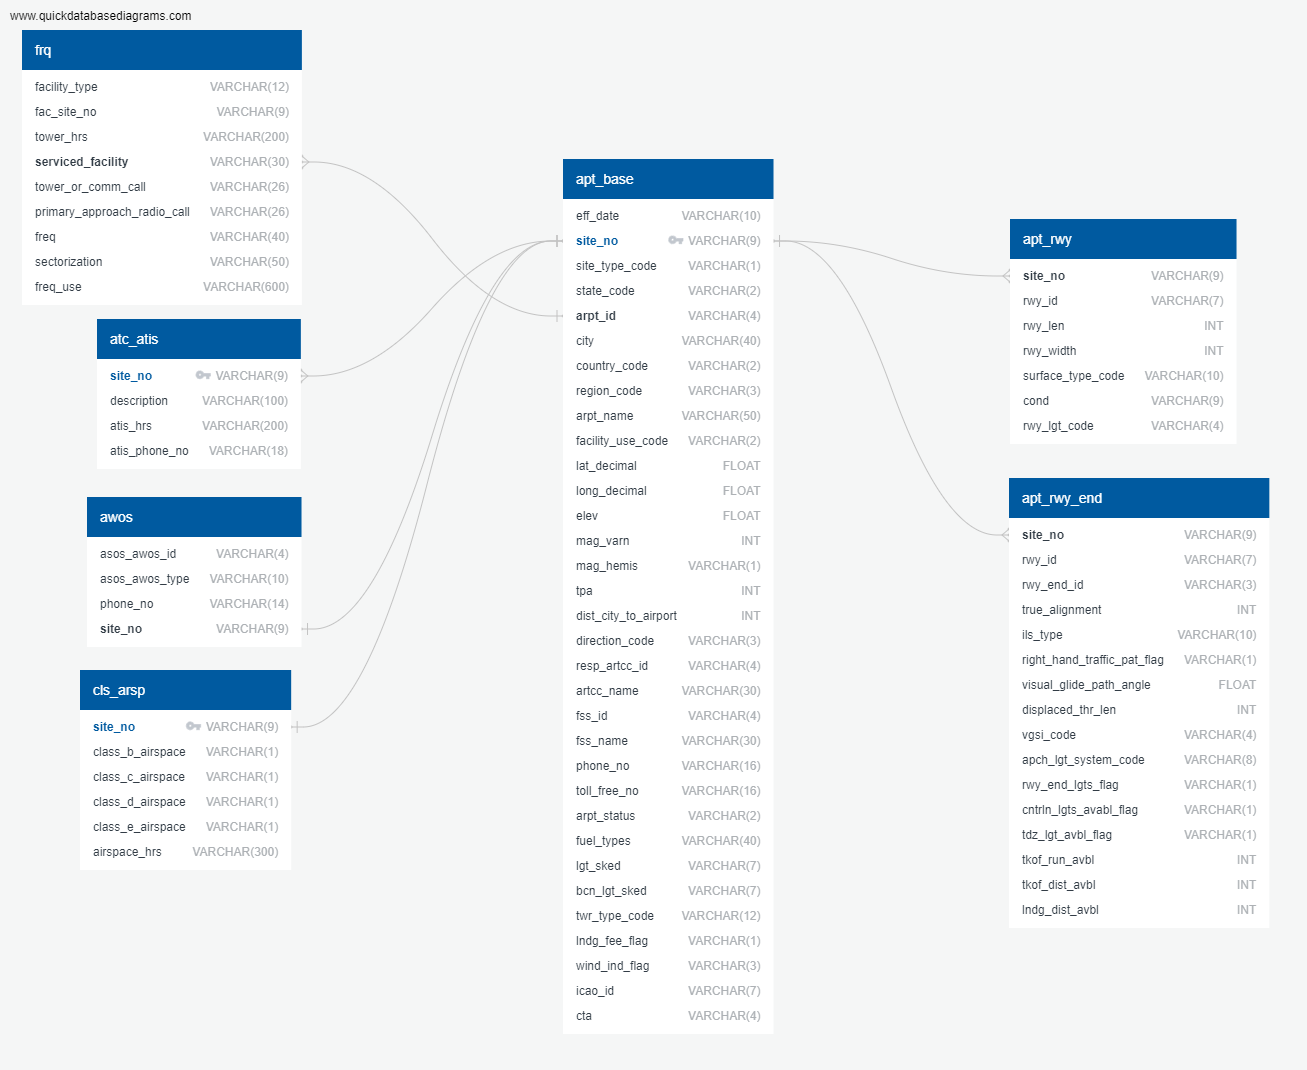 www.quickdatabasediagrams.com
frq
facility_type VARCHAR(12)
fac_site_no VARCHAR(9)
tower_hrs VARCHAR(200)
serviced_facility VARCHAR(30)
tower_or_comm_call VARCHAR(26)
primary_approach_radio_call VARCHAR(26)
freq VARCHAR(40)
sectorization VARCHAR(50)
freq_use VARCHAR(600)
atc_atis
site_no VARCHAR(9)
description VARCHAR(100)
atis_hrs VARCHAR(200)
atis_phone_no VARCHAR(18)
awos
asos_awos_id VARCHAR(4)
asos_awos_type VARCHAR(10)
phone_no VARCHAR(14)
site_no VARCHAR(9)
cls_arsp
site_no VARCHAR(9)
class_b_airspace VARCHAR(1)
class_c_airspace VARCHAR(1)
class_d_airspace VARCHAR(1)
class_e_airspace VARCHAR(1)
airspace_hrs VARCHAR(300)
apt_base
eff_date VARCHAR(10)
site_no VARCHAR(9)
site_type_code VARCHAR(1)
state_code VARCHAR(2)
arpt_id VARCHAR(4)
city VARCHAR(40)
country_code VARCHAR(2)
region_code VARCHAR(3)
arpt_name VARCHAR(50)
facility_use_code VARCHAR(2)
lat_decimal FLOAT
long_decimal FLOAT
elev FLOAT
mag_varn INT
mag_hemis VARCHAR(1)
tpa INT
dist_city_to_airport INT
direction_code VARCHAR(3)
resp_artcc_id VARCHAR(4)
artcc_name VARCHAR(30)
fss_id VARCHAR(4)
fss_name VARCHAR(30)
phone_no VARCHAR(16)
toll_free_no VARCHAR(16)
arpt_status VARCHAR(2)
fuel_types VARCHAR(40)
lgt_sked VARCHAR(7)
bcn_lgt_sked VARCHAR(7)
twr_type_code VARCHAR(12)
lndg_fee_flag VARCHAR(1)
wind_ind_flag VARCHAR(3)
icao_id VARCHAR(7)
cta VARCHAR(4)
apt_rwy
site_no VARCHAR(9)
rwy_id VARCHAR(7)
rwy_len INT
rwy_width INT
surface_type_code VARCHAR(10)
cond VARCHAR(9)
rwy_lgt_code VARCHAR(4)
apt_rwy_end
site_no VARCHAR(9)
rwy_id VARCHAR(7)
rwy_end_id VARCHAR(3)
true_alignment INT
ils_type VARCHAR(10)
right_hand_traffic_pat_flag VARCHAR(1)
visual_glide_path_angle FLOAT
displaced_thr_len INT
vgsi_code VARCHAR(4)
apch_lgt_system_code VARCHAR(8)
rwy_end_lgts_flag VARCHAR(1)
cntrln_lgts_avabl_flag VARCHAR(1)
tdz_lgt_avbl_flag VARCHAR(1)
tkof_run_avbl INT
tkof_dist_avbl INT
lndg_dist_avbl INT